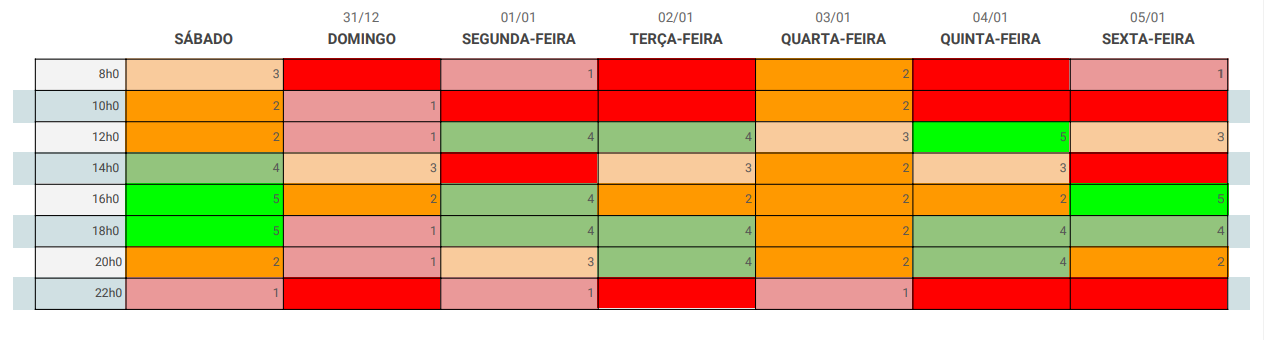 31/12 01/01 02/01 03/01 04/01 05/01
SÁBADO DOMINGO SEGUNDA-FEIRA TERÇA-FEIRA QUARTA-FEIRA QUINTA-FEIRA SEXTA-FEIRA
8h0 3 1 2 1
10h0 2 1 2
12h0 2 1 4 4 3 5 3
14h0 4 3 3 2 3
16h0 5 2 4 2 2 2 5
18h0 5 1 4 4 2 4 4
20h0 2 1 3 4 2 4 2
22h0 1 1 1